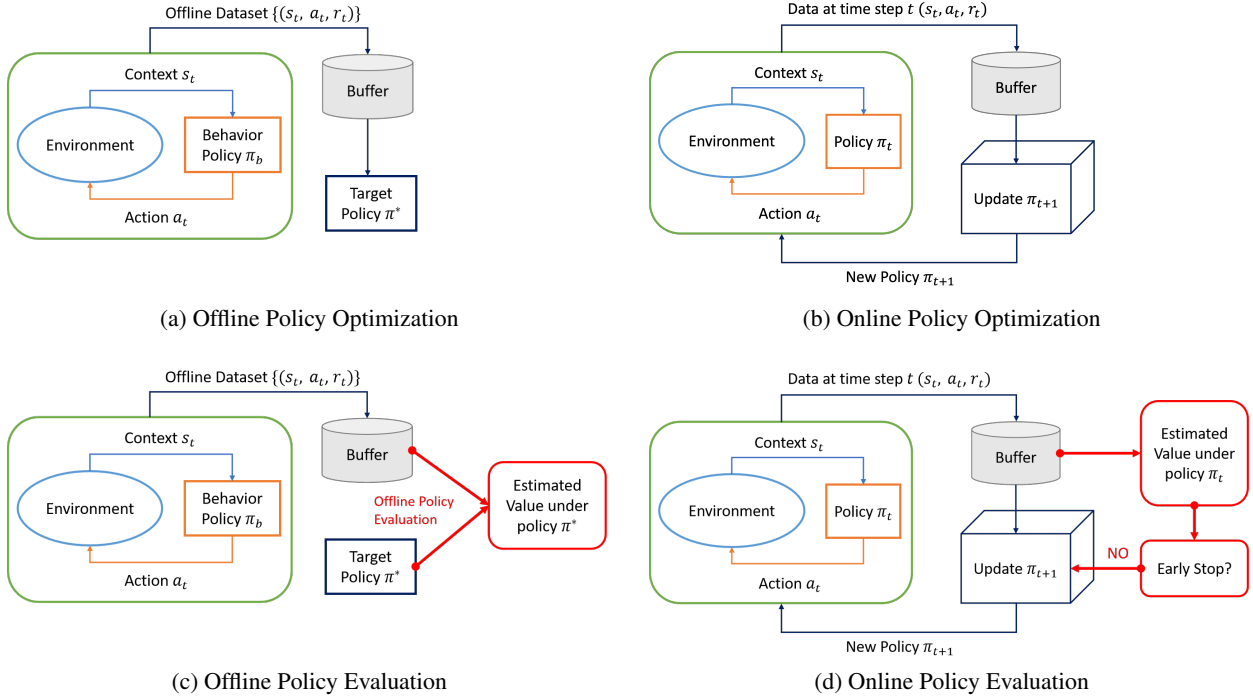 Offline Dataset {(s_t, a_t, r_t)}
Context s_t
Environment
Behavior
Policy π_b
Action a_t
Buffer
Target
Policy π*
(a) Offline Policy Optimization
Data at time step t (s_t, a_t, r_t)
Context s_t
Environment
Policy π_t
Action a_t
Buffer
Update π_{t+1}
New Policy π_{t+1}
(b) Online Policy Optimization
Offline Dataset {(s_t, a_t, r_t)}
Context s_t
Environment
Behavior
Policy π_b
Action a_t
Buffer
Offline Policy
Evaluation
Target
Policy π*
Estimated
Value under
policy π*
(c) Offline Policy Evaluation
Data at time step t (s_t, a_t, r_t)
Context s_t
Environment
Policy π_t
Action a_t
Buffer
Estimated
Value under
policy π_t
Update π_{t+1}
NO
Early Stop?
New Policy π_{t+1}
(d) Online Policy Evaluation